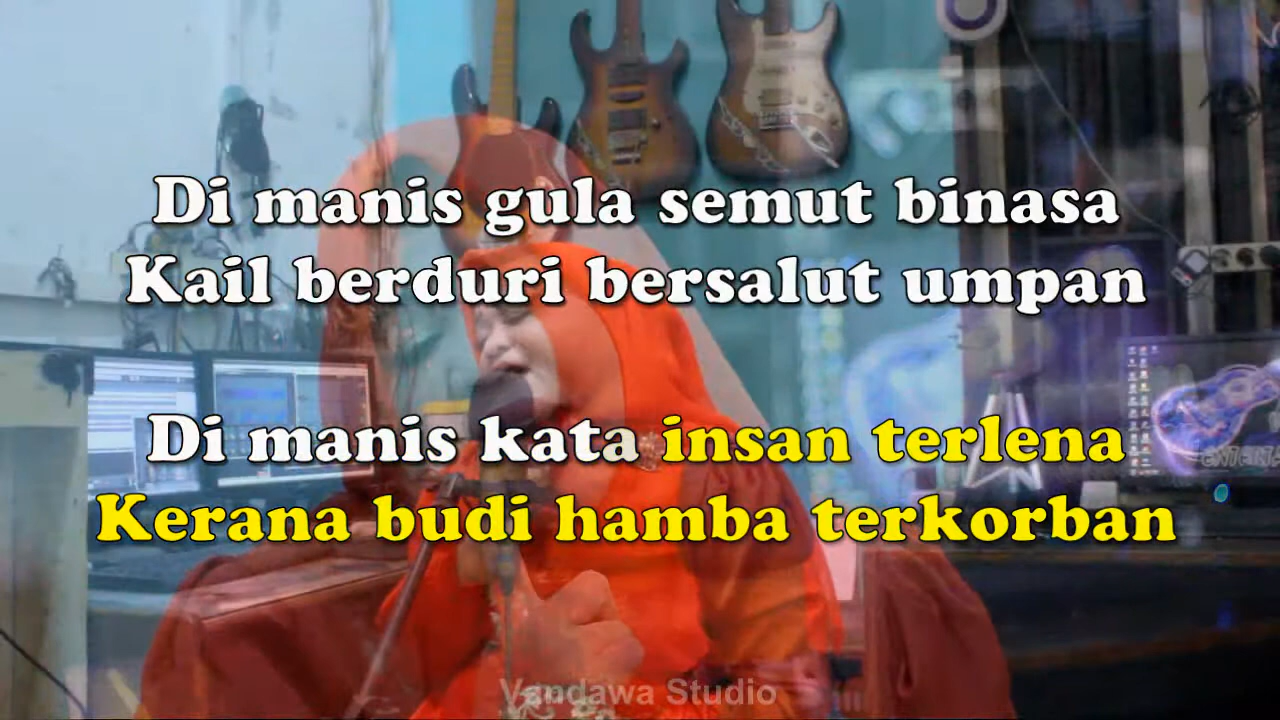 Di manis gula semut binasa
Kail berduri bersalut umpan
Di manis kata insan terlena
Kerana budi hamba terkorban
Vandawa Studio